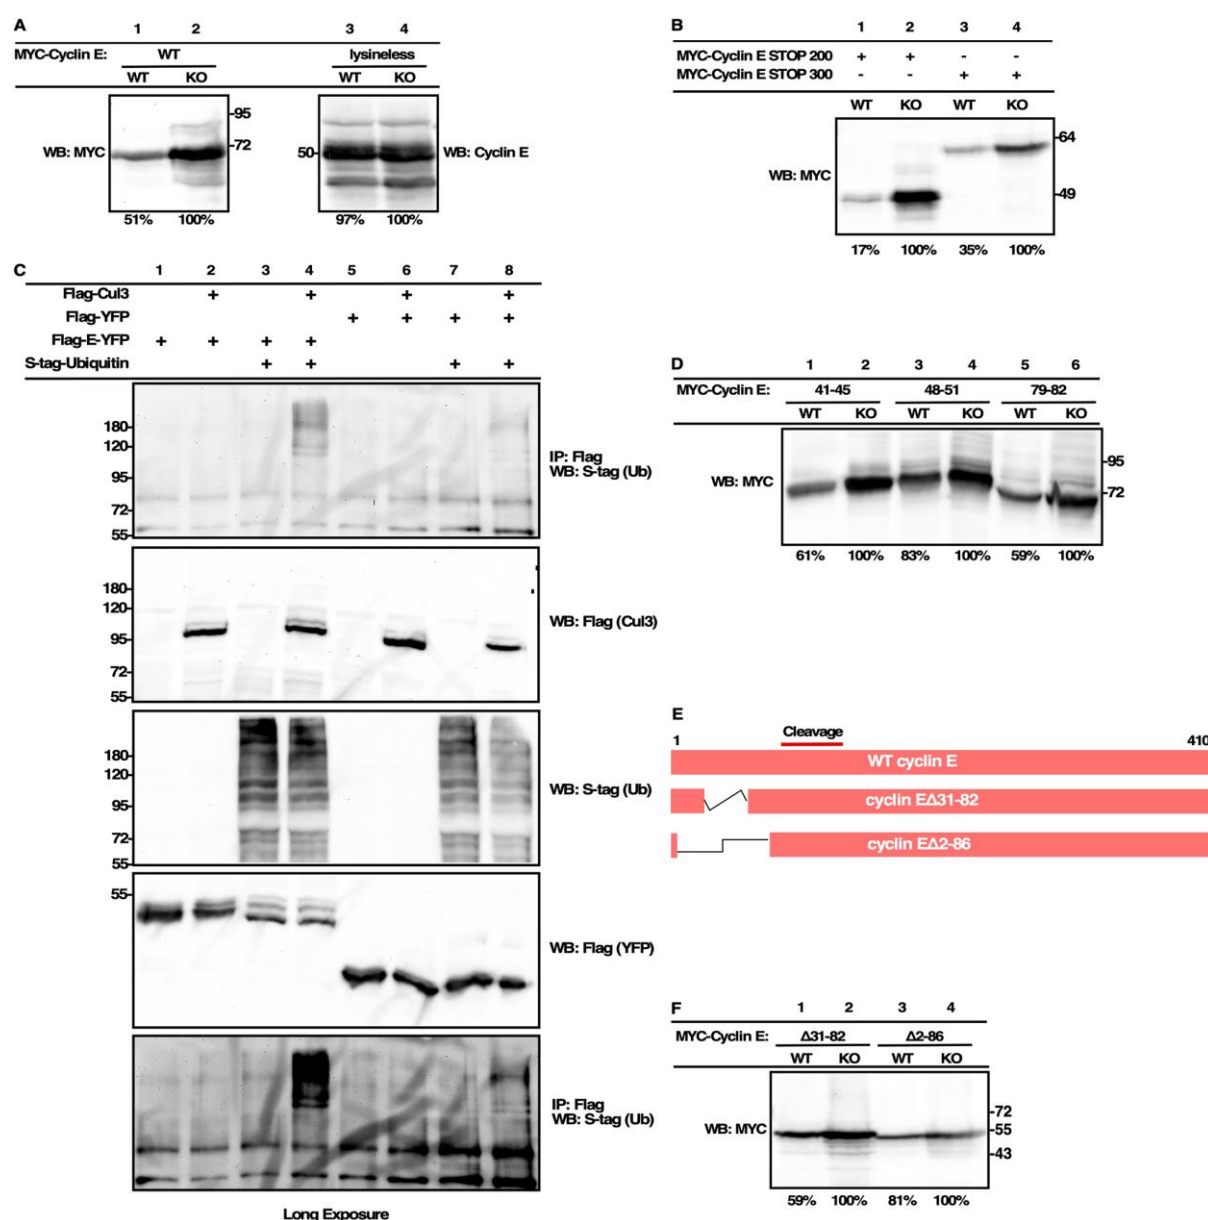 A
1 2 3 4
MYC-Cyclin E: WT lysineless
WT KO WT KO
95
72
50
WB: MYC
WB: Cyclin E
51% 100% 97% 100%
B
1 2 3 4
MYC-Cyclin E STOP 200 + + - -
MYC-Cyclin E STOP 300 - - + +
WT KO WT KO
64
WB: MYC
49
17% 100% 35% 100%
C
1 2 3 4 5 6 7 8
Flag-Cul3 + + + +
Flag-YFP + + + +
Flag-E-YFP + + + +
S-tag-Ubiquitin + + + +
180
120
95
72
55
IP: Flag
WB: S-tag (Ub)
180
120
95
72
55
WB: Flag (Cul3)
180
120
95
72
55
WB: S-tag (Ub)
55
WB: Flag (YFP)
IP: Flag
WB: S-tag (Ub)
Long Exposure
D
1 2 3 4 5 6
MYC-Cyclin E: 41-45 48-51 79-82
WT KO WT KO WT KO
95
WB: MYC
72
61% 100% 83% 100% 59% 100%
E
Cleavage
1 410
WT cyclin E
cyclin EΔ31-82
cyclin EΔ2-86
F
1 2 3 4
MYC-Cyclin E: Δ31-82 Δ2-86
WT KO WT KO
72
WB: MYC
55
43
59% 100% 81% 100%